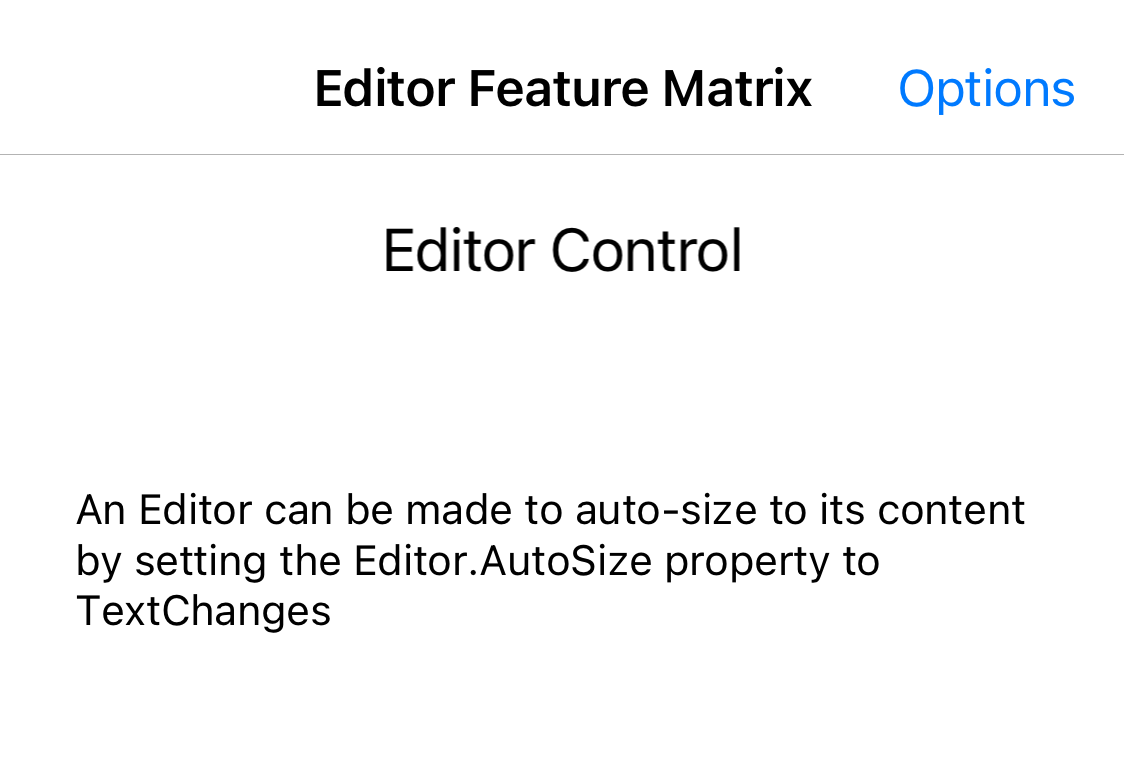 Editor Feature Matrix
Options
Editor Control
An Editor can be made to auto-size to its content
by setting the Editor.AutoSize property to
TextChanges